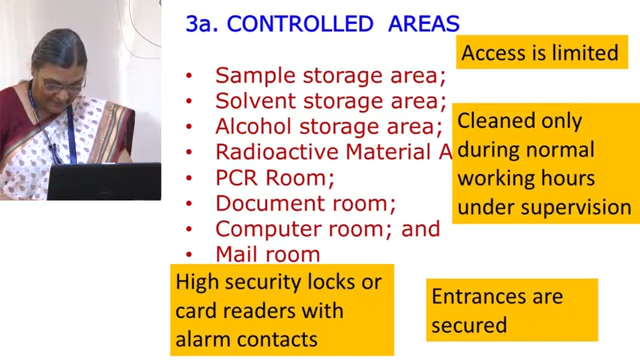 3a. CONTROLLED AREAS
Access is limited
• Sample storage area;
• Solvent storage area;
• Alcohol storage area;
• Radioactive Material A
• PCR Room;
• Document room;
• Computer room; and
• Mail room
Cleaned only
during normal
working hours
under supervision
High security locks or
card readers with
alarm contacts
Entrances are
secured